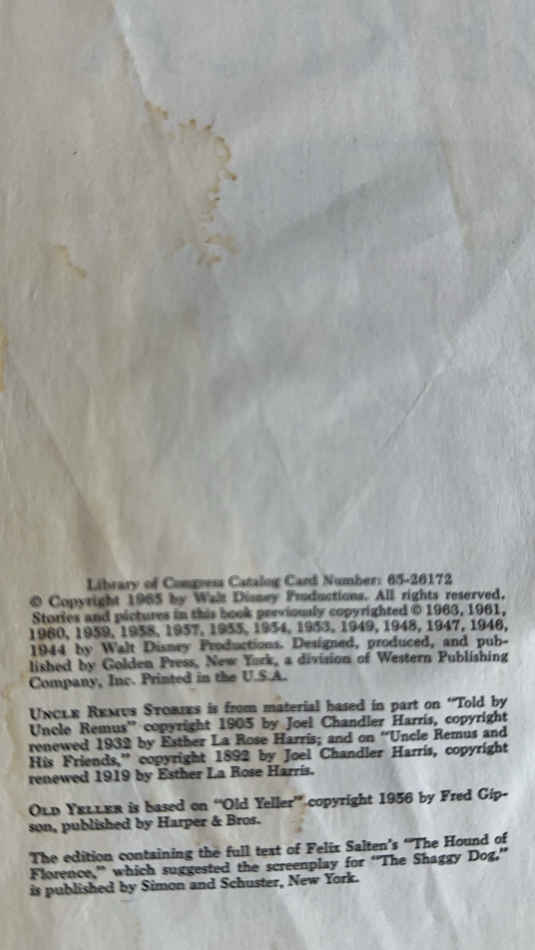 Library of Congress Catalog Card Number: 65-26172
© Copyright 1965 by Walt Disney Productions. All rights reserved.
Stories and pictures in this book previously copyrighted © 1963, 1961,
1960, 1959, 1958, 1957, 1955, 1954, 1953, 1949, 1948, 1947, 1946,
1944 by Walt Disney Productions. Designed, produced, and pub-
lished by Golden Press, New York, a division of Western Publishing
Company, Inc. Printed in the U.S.A.
UNCLE REMUS STORIES is from material based in part on “Told by
Uncle Remus” copyright 1905 by Joel Chandler Harris, copyright
renewed 1932 by Esther La Rose Harris; and on “Uncle Remus and
His Friends,” copyright 1892 by Joel Chandler Harris, copyright
renewed 1919 by Esther La Rose Harris.
OLD YELLER is based on “Old Yeller” copyright 1956 by Fred Gip-
son, published by Harper & Bros.
The edition containing the full text of Felix Salten’s “The Hound of
Florence,” which suggested the screenplay for “The Shaggy Dog,”
is published by Simon and Schuster, New York.